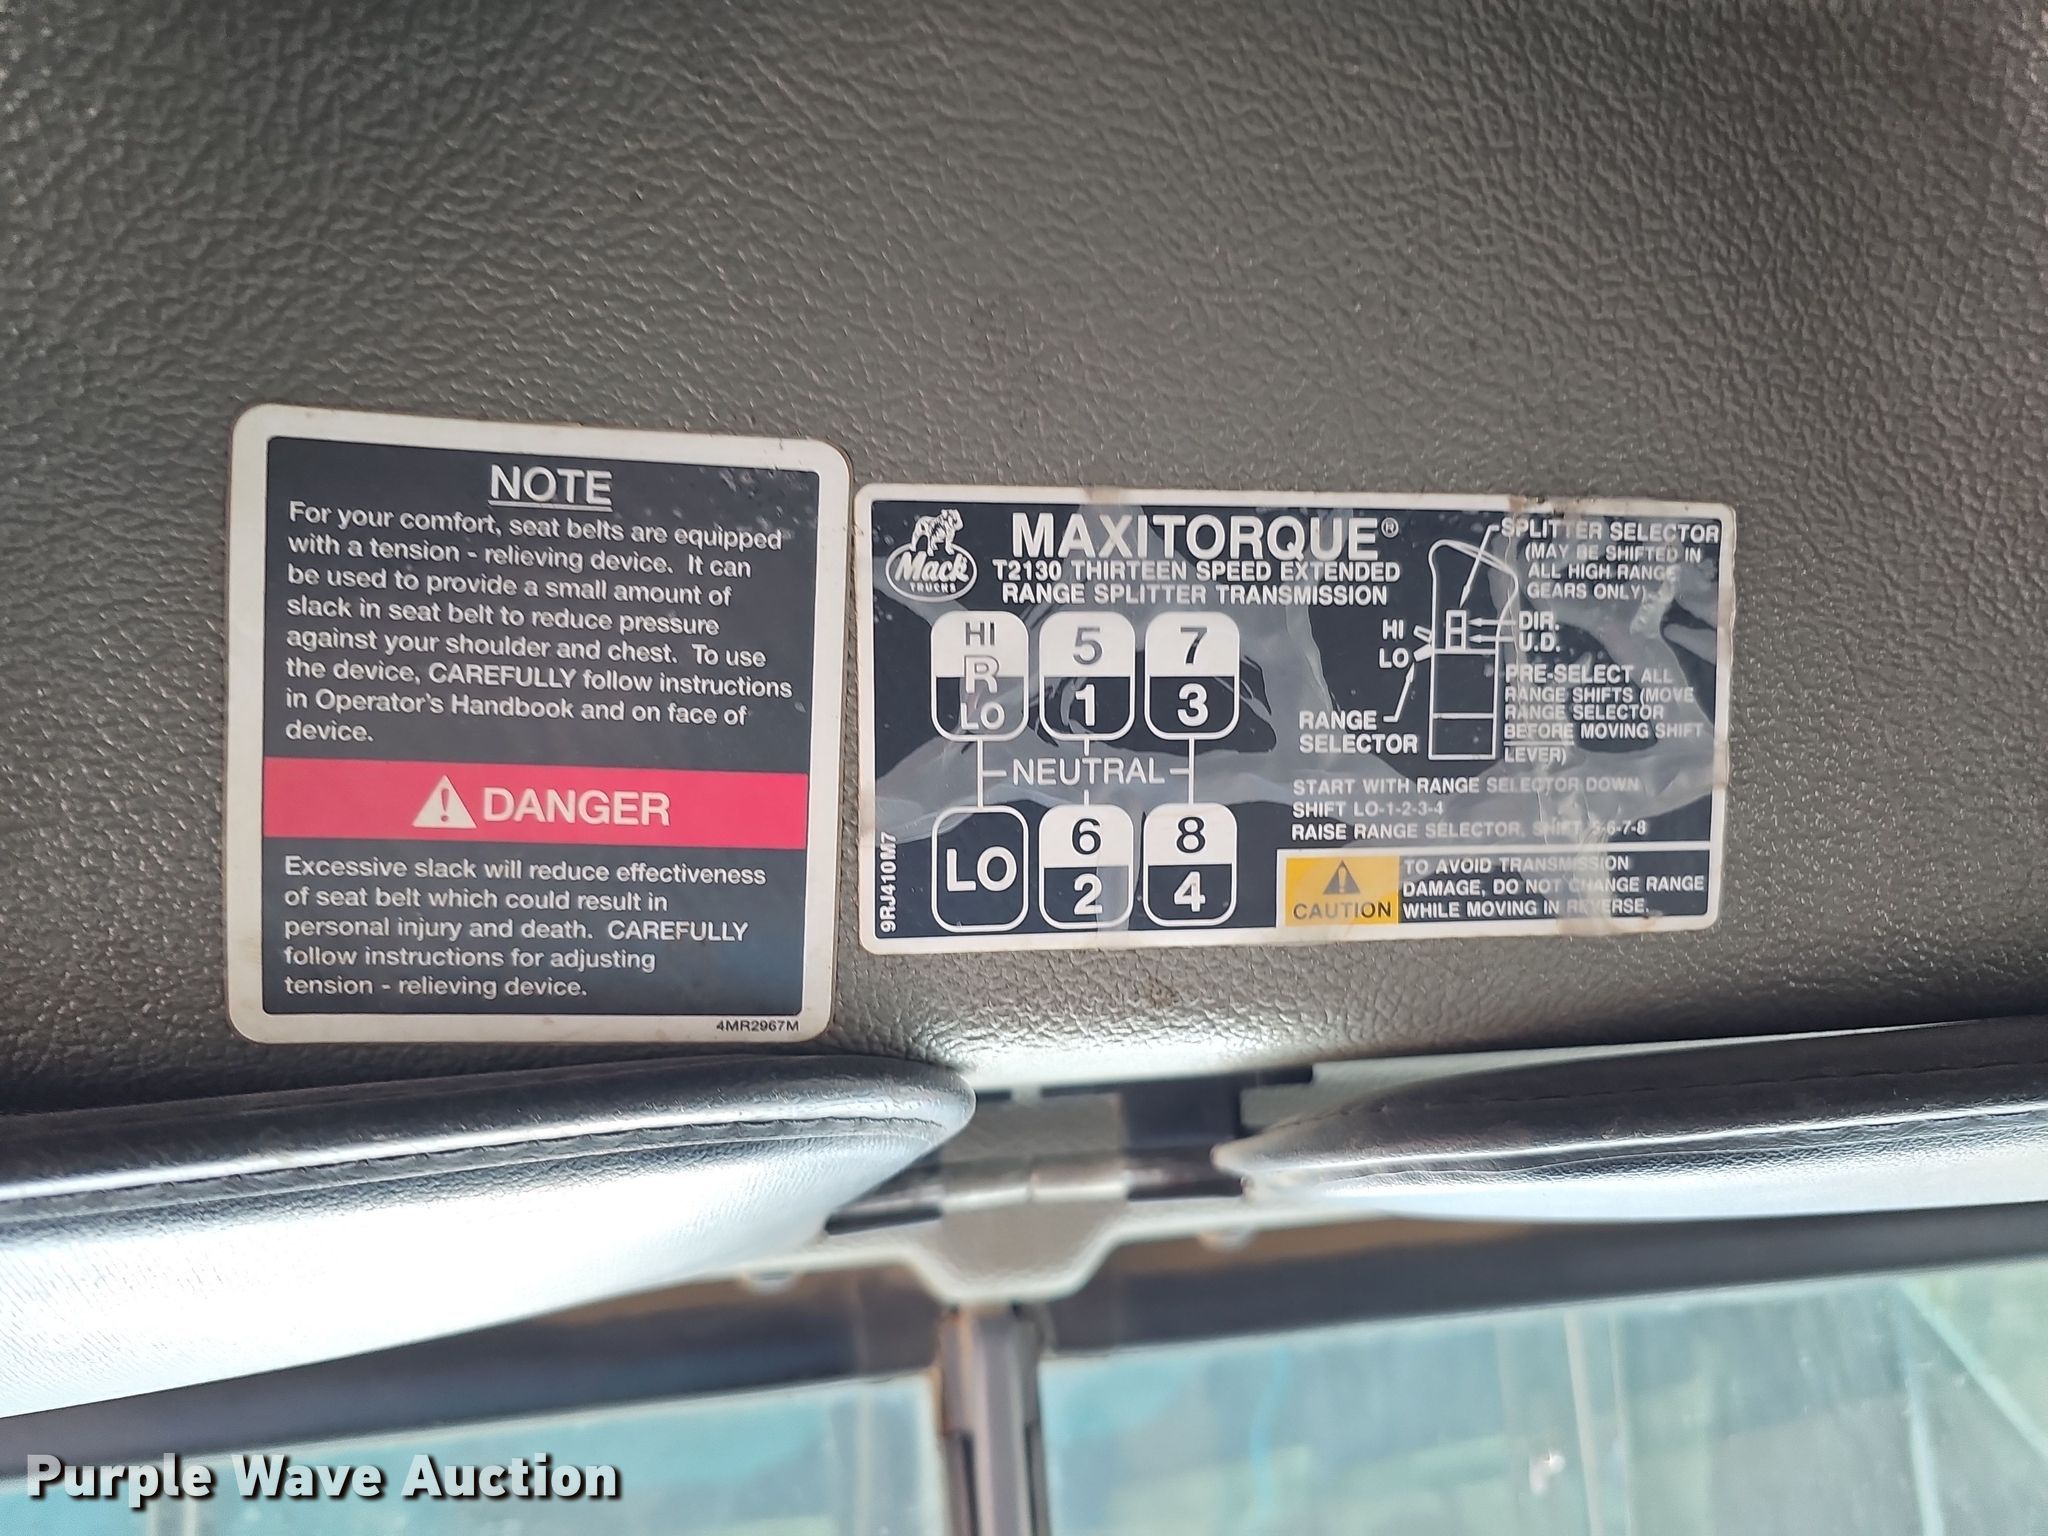 NOTE
For your comfort, seat belts are equipped
with a tension - relieving device. It can
be used to provide a small amount of
slack in seat belt to reduce pressure
against your shoulder and chest. To use
the device, CAREFULLY follow instructions
in Operator's Handbook and on face of
device.
DANGER
Excessive slack will reduce effectiveness
of seat belt which could result in
personal injury and death. CAREFULLY
follow instructions for adjusting
tension - relieving device.
4MR2967M
Mack
TRUCKS
MAXITORQUE®
T2130 THIRTEEN SPEED EXTENDED
RANGE SPLITTER TRANSMISSION
HI 5 7
R
LO 1 3
NEUTRAL
LO 6 8
2 4
9RJ410M7
SPLITTER SELECTOR
(MAY BE SHIFTED IN
ALL HIGH RANGE
GEARS ONLY)
DIR.
U.D.
HI
LO
RANGE
SELECTOR
PRE-SELECT ALL
RANGE SHIFTS (MOVE
RANGE SELECTOR
BEFORE MOVING SHIFT
LEVER)
START WITH RANGE SELECTOR DOWN
SHIFT LO-1-2-3-4
RAISE RANGE SELECTOR, SHIFT 5-6-7-8
CAUTION
TO AVOID TRANSMISSION
DAMAGE, DO NOT CHANGE RANGE
WHILE MOVING IN REVERSE.
Purple Wave Auction